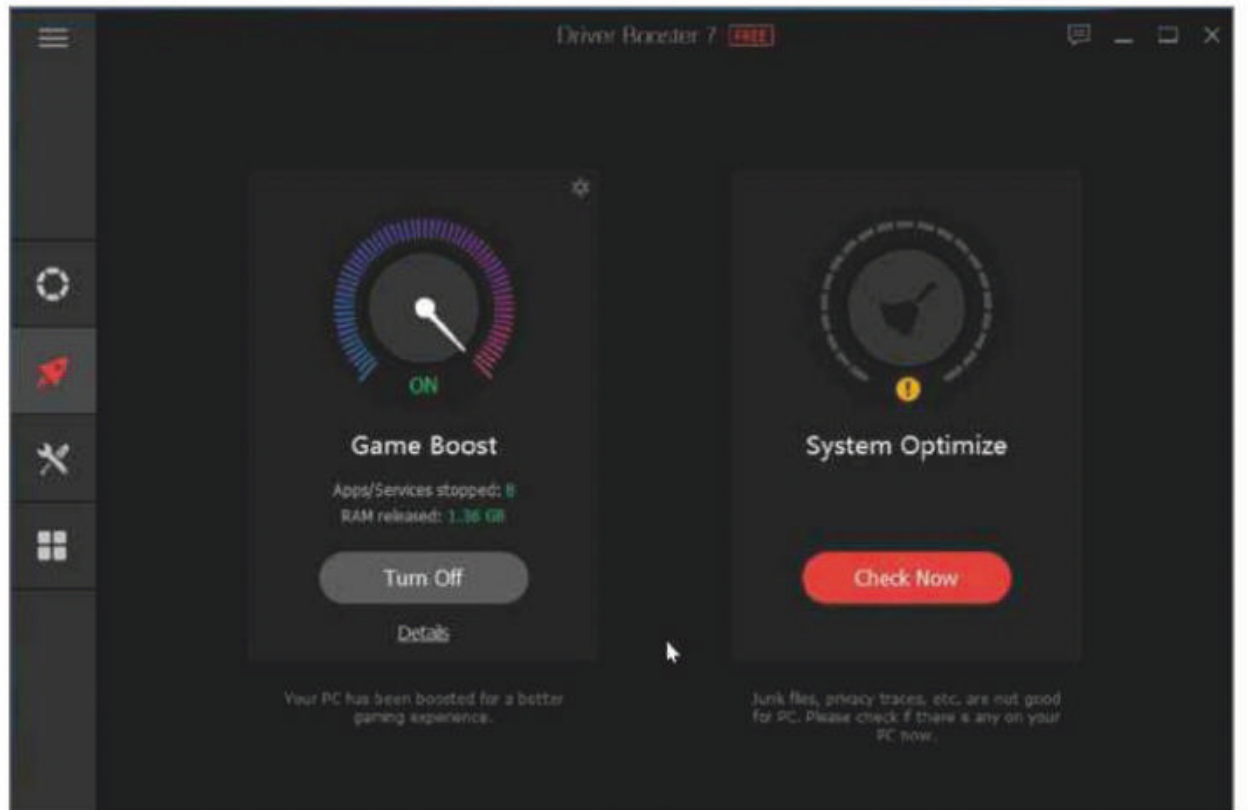 Driver Booster 7 FREE
ON
Game Boost
Apps/Services stopped: 8
RAM released: 1.36 GB
Turn Off
Details
Your PC has been boosted for a better
gaming experience.
System Optimize
Check Now
Junk files, privacy traces, etc. are not good
for PC. Please check if there is any on your
PC now.